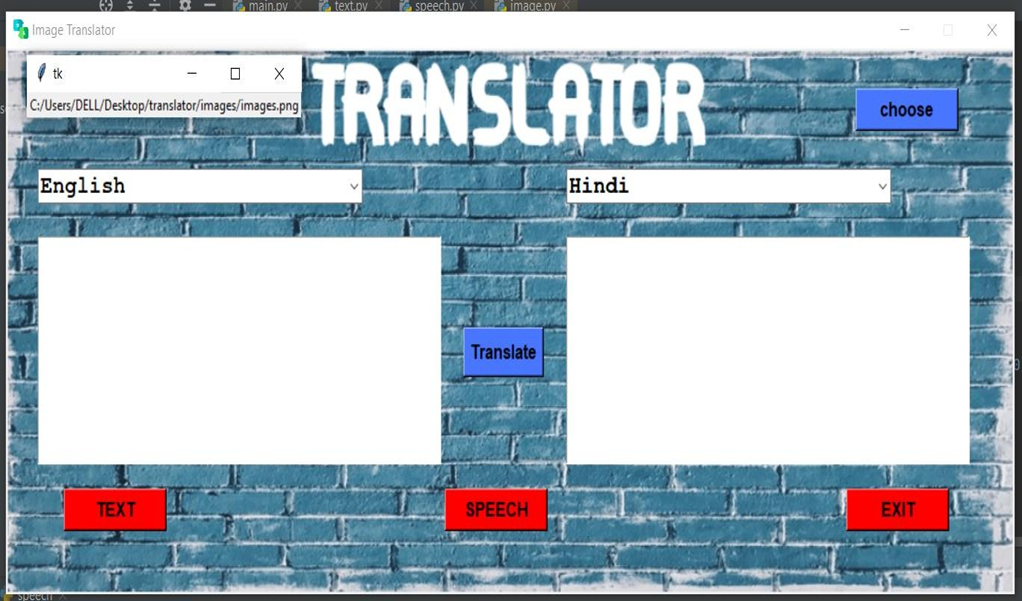 main.py text.py speech.py image.py
Image Translator
tk
C:/Users/DELL/Desktop/translator/images/images.png
TRANSLATOR
choose
English Hindi
Translate
TEXT SPEECH EXIT
speech